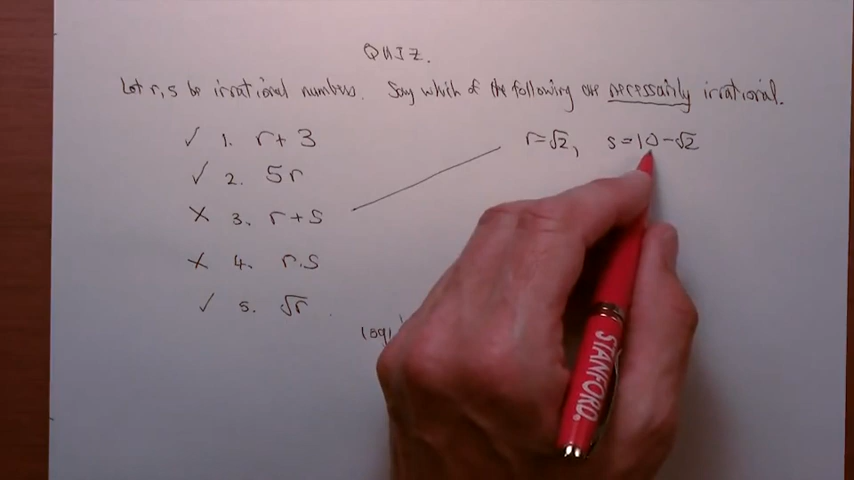 QUIZ.
Let r, s be irrational numbers. Say which of the following are necessarily irrational.
✓ 1. r + 3
r = √2, s = 10 - √2
✓ 2. 5r
✗ 3. r + s
✗ 4. r.s
✓ 5. √r
STANFORD